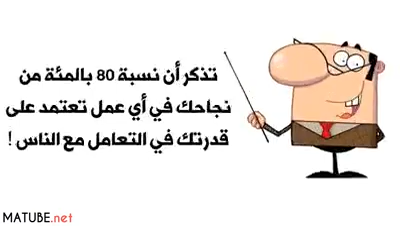 تذكر أن نسبة 80 بالمئة من
نجاحك في أي عمل تعتمد على
قدرتك في التعامل مع الناس !
MATUBE.net